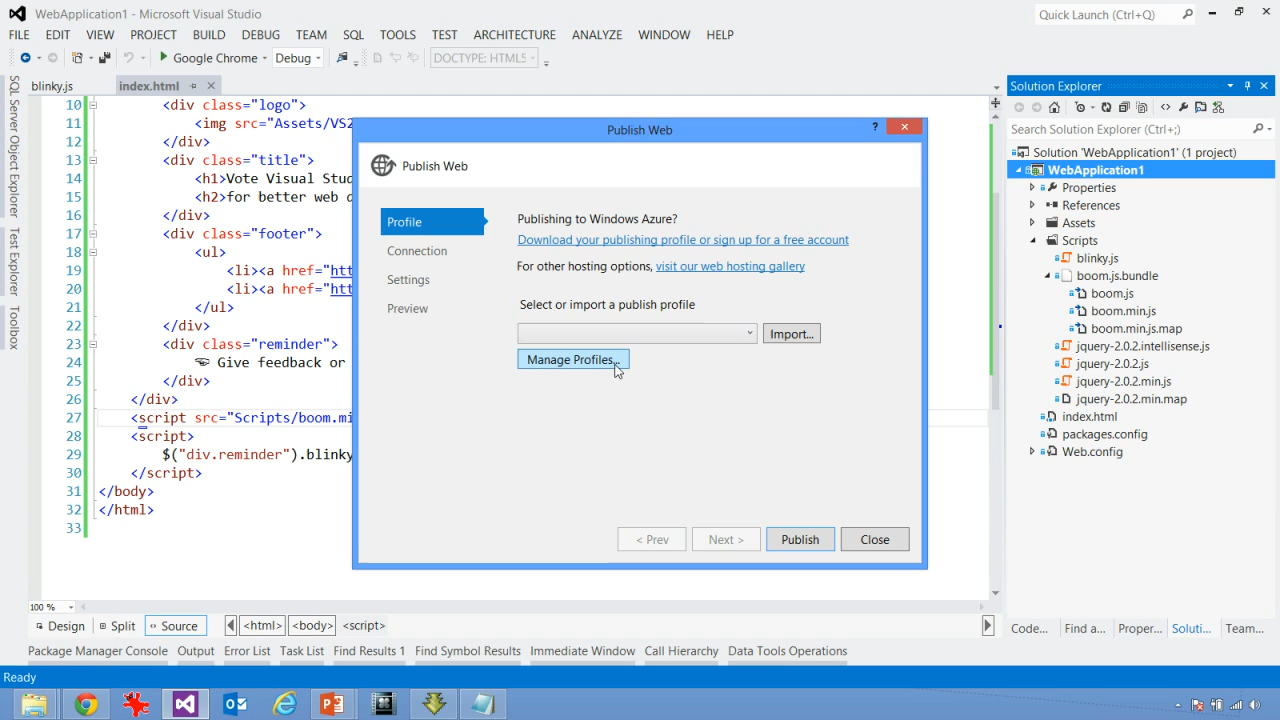 WebApplication1 - Microsoft Visual Studio
Quick Launch (Ctrl+Q)
FILE EDIT VIEW PROJECT BUILD DEBUG TEAM SQL TOOLS TEST ARCHITECTURE ANALYZE WINDOW HELP
Google Chrome Debug DOCTYPE: HTML5
SQL Server Object Explorer
Test Explorer
Toolbox
blinky.js index.html
10 <div class="logo">
11 <img src="Assets/VS2
12 </div>
13 <div class="title">
14 <h1>Vote Visual Stu
15 <h2>for better web d
16 </div>
17 <div class="footer">
18 <ul>
19 <li><a href="ht
20 <li><a href="ht
21 </ul>
22 </div>
23 <div class="reminder">
24 Give feedback or
25 </div>
26 </div>
27 <script src="Scripts/boom.mi
28 <script>
29 $("div.reminder").blinky
30 </script>
31 </body>
32 </html>
33
100 %
Design Split Source <html> <body> <script>
Publish Web
?
Publish Web
Profile
Connection
Settings
Preview
Publishing to Windows Azure?
Download your publishing profile or sign up for a free account
For other hosting options, visit our web hosting gallery
Select or import a publish profile
Import...
Manage Profiles...
< Prev Next > Publish Close
Solution Explorer
Search Solution Explorer (Ctrl+;)
Solution 'WebApplication1' (1 project)
WebApplication1
Properties
References
Assets
Scripts
blinky.js
boom.js.bundle
boom.js
boom.min.js
boom.min.js.map
jquery-2.0.2.intellisense.js
jquery-2.0.2.js
jquery-2.0.2.min.js
jquery-2.0.2.min.map
index.html
packages.config
Web.config
Code... Find a... Proper... Soluti... Team...
Package Manager Console Output Error List Task List Find Results 1 Find Symbol Results Immediate Window Call Hierarchy Data Tools Operations
Ready